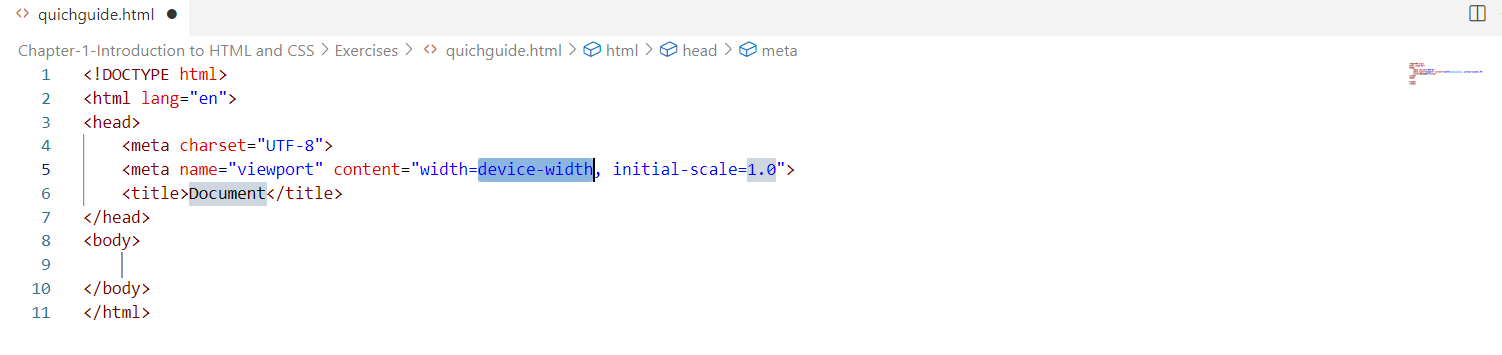 quichguide.html
Chapter-1-Introduction to HTML and CSS > Exercises > quichguide.html > html > head > meta
1 <!DOCTYPE html>
2 <html lang="en">
3 <head>
4 <meta charset="UTF-8">
5 <meta name="viewport" content="width=device-width, initial-scale=1.0">
6 <title>Document</title>
7 </head>
8 <body>
9
10 </body>
11 </html>